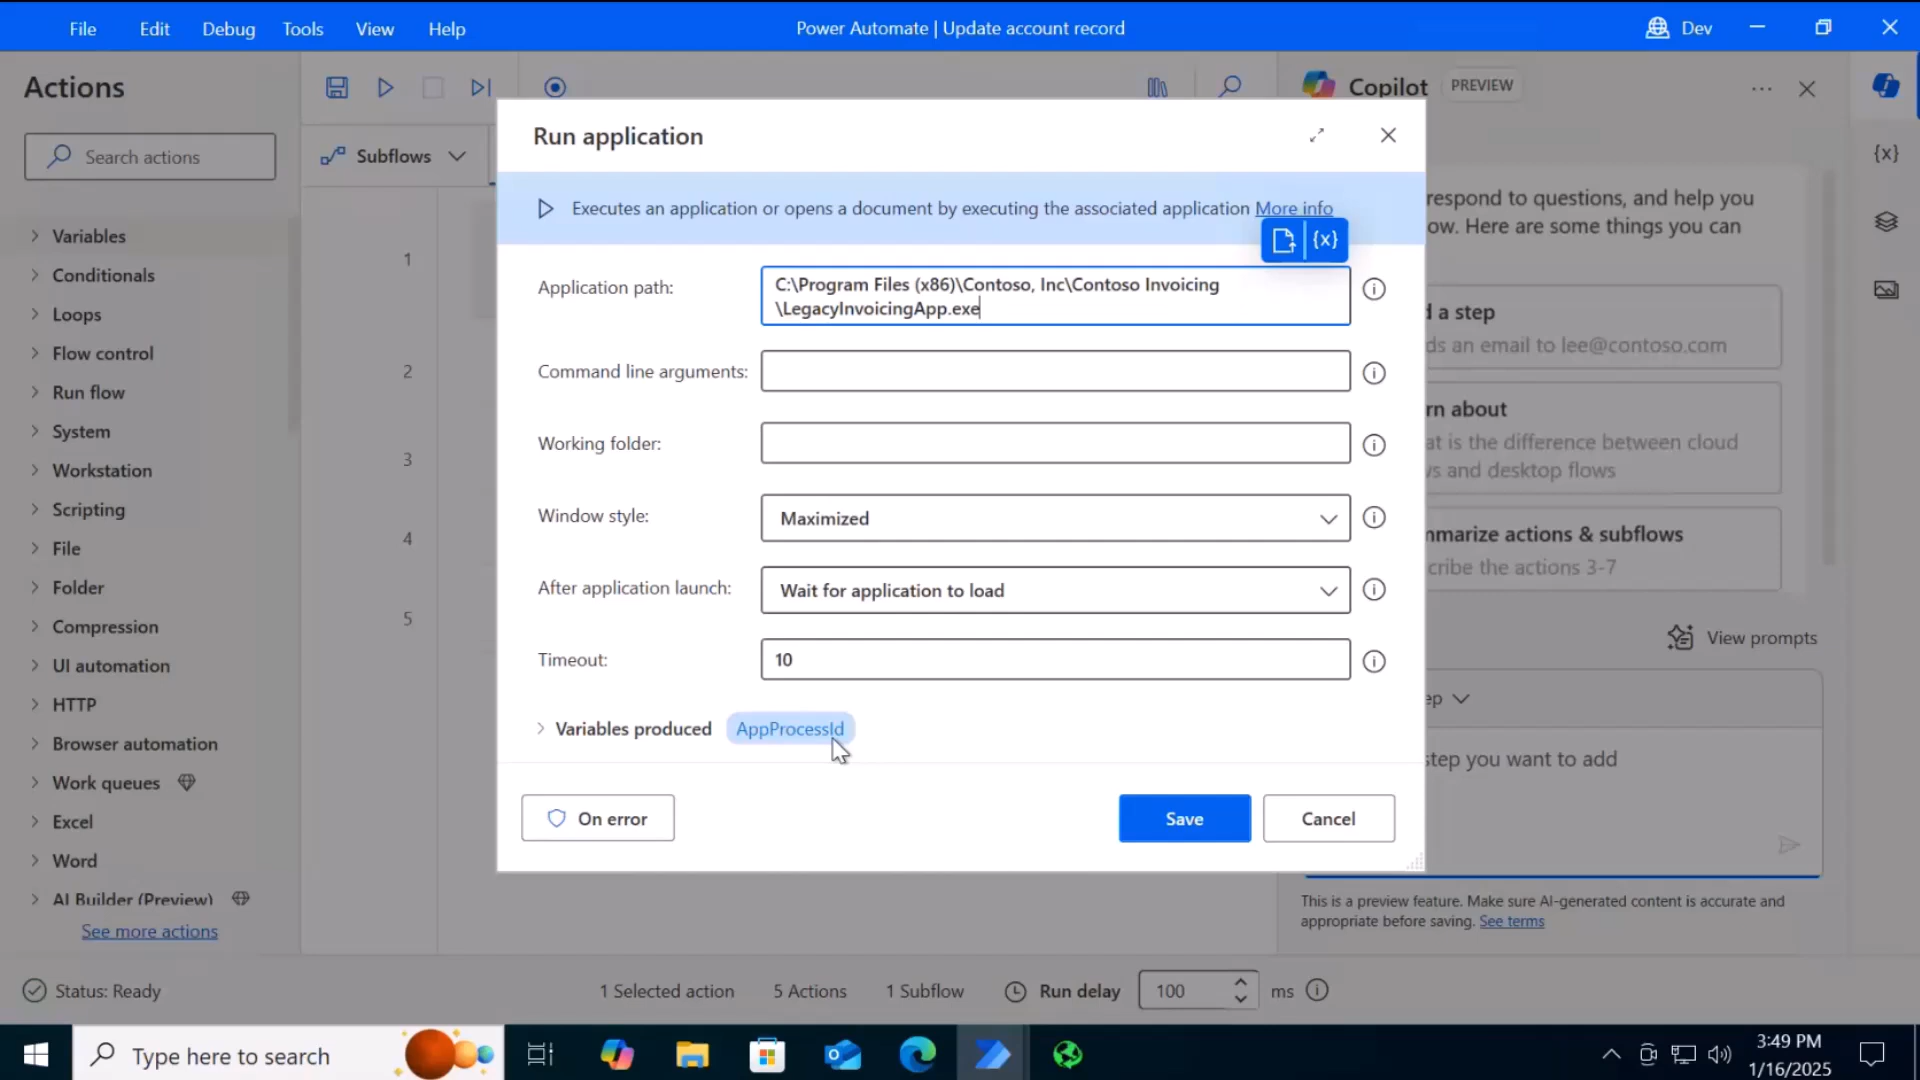 File Edit Debug Tools View Help
Power Automate | Update account record
Dev
Actions
Search actions
Variables
Conditionals
Loops
Flow control
Run flow
System
Workstation
Scripting
File
Folder
Compression
UI automation
HTTP
Browser automation
Work queues
Excel
Word
AI Builder (Preview)
See more actions
Subflows
1
2
3
4
5
Run application
Executes an application or opens a document by executing the associated application More info
{x}
Application path:
C:\Program Files (x86)\Contoso, Inc\Contoso Invoicing
\LegacyInvoicingApp.exe
Command line arguments:
Working folder:
Window style:
Maximized
After application launch:
Wait for application to load
Timeout:
10
Variables produced AppProcessId
On error
Save
Cancel
Copilot PREVIEW
respond to questions, and help you
ow. Here are some things you can
d a step
ds an email to lee@contoso.com
rn about
at is the difference between cloud
vs and desktop flows
nmarize actions & subflows
cribe the actions 3-7
View prompts
ep
step you want to add
This is a preview feature. Make sure AI-generated content is accurate and
appropriate before saving. See terms
{x}
Status: Ready
1 Selected action
5 Actions
1 Subflow
Run delay
100
ms
Type here to search
3:49 PM
1/16/2025